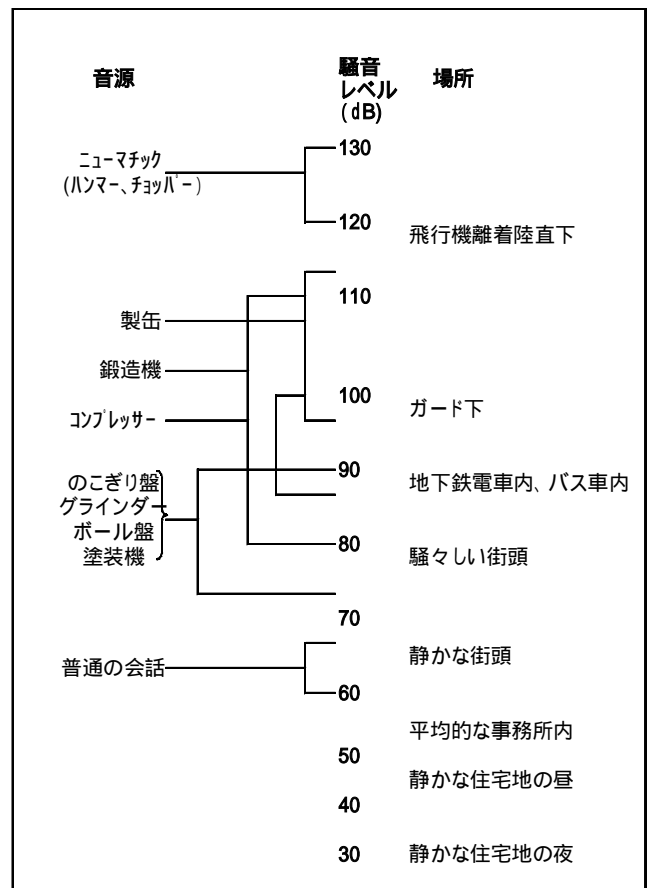 音源
騒音
レベル
(dB)
場所
130
ニューマチック
(ハンマー、チョッパー)
120
飛行機離着陸直下
110
製缶
鍛造機
100
ガード下
コンプレッサー
90
地下鉄電車内、バス車内
のこぎり盤
グラインダー
ボール盤
塗装機
80
騒々しい街頭
70
静かな街頭
普通の会話
60
平均的な事務所内
50
静かな住宅地の昼
40
30
静かな住宅地の夜